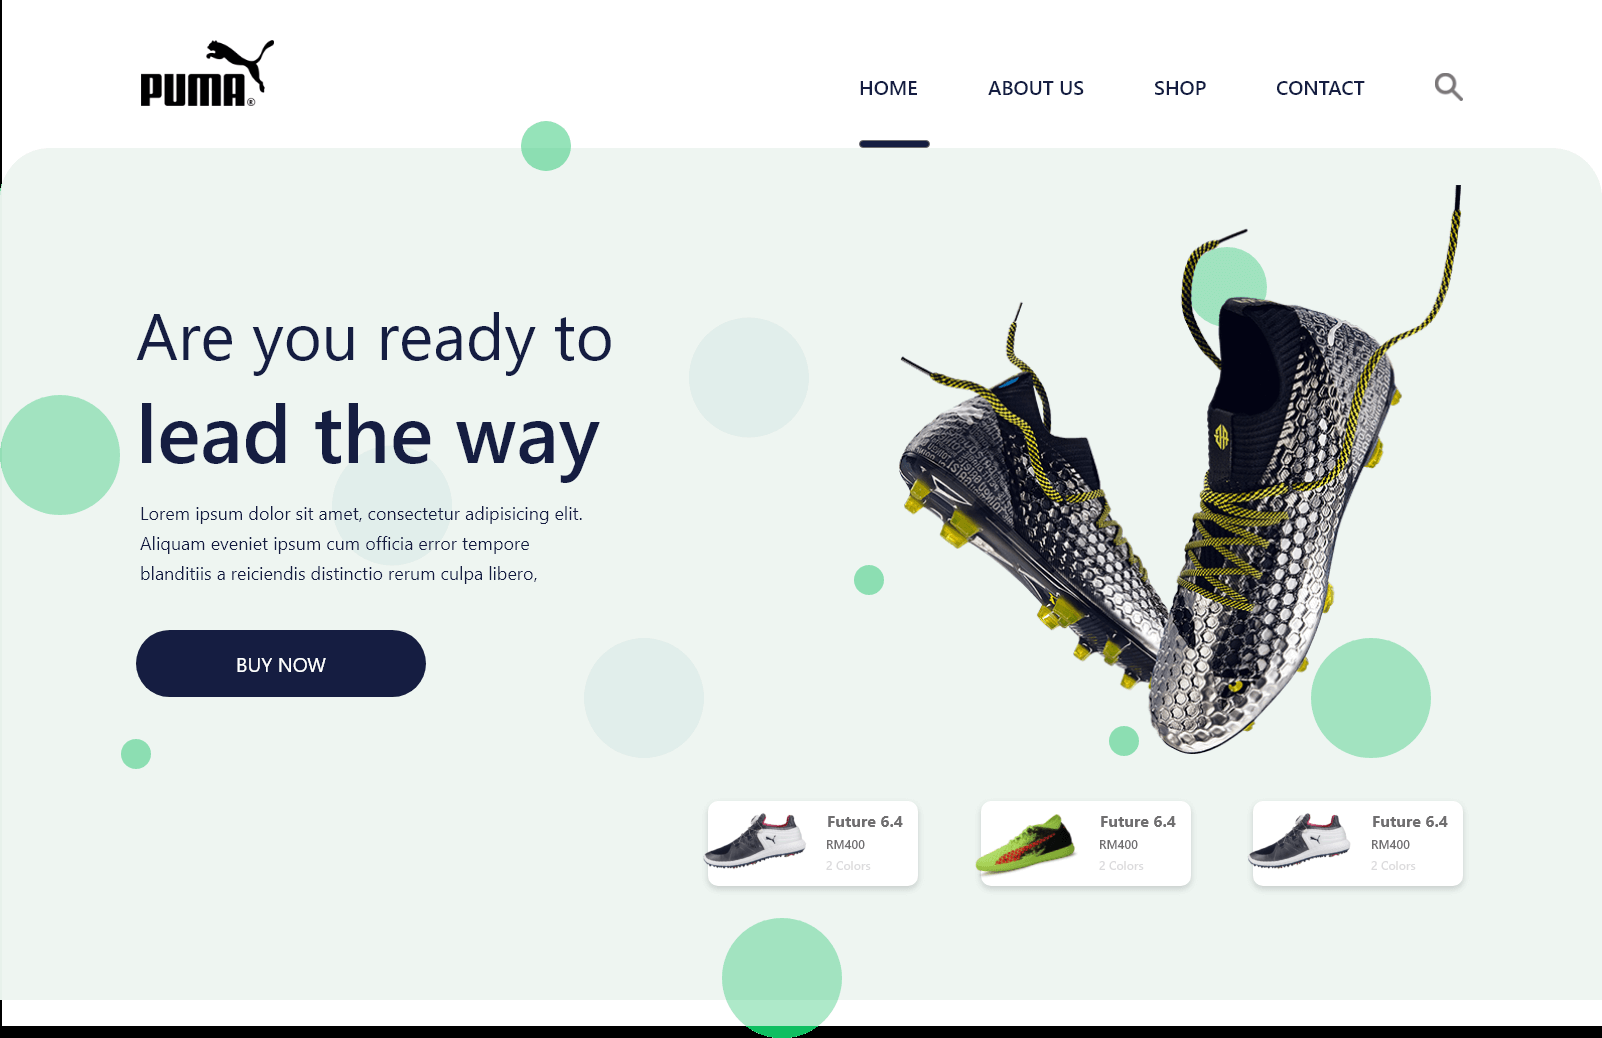 PUMA®
HOME
ABOUT US
SHOP
CONTACT
Are you ready to
lead the way
Lorem ipsum dolor sit amet, consectetur adipisicing elit.
Aliquam eveniet ipsum cum officia error tempore
blanditiis a reiciendis distinctio rerum culpa libero,
BUY NOW
Future 6.4
RM400
2 Colors
Future 6.4
RM400
2 Colors
Future 6.4
RM400
2 Colors